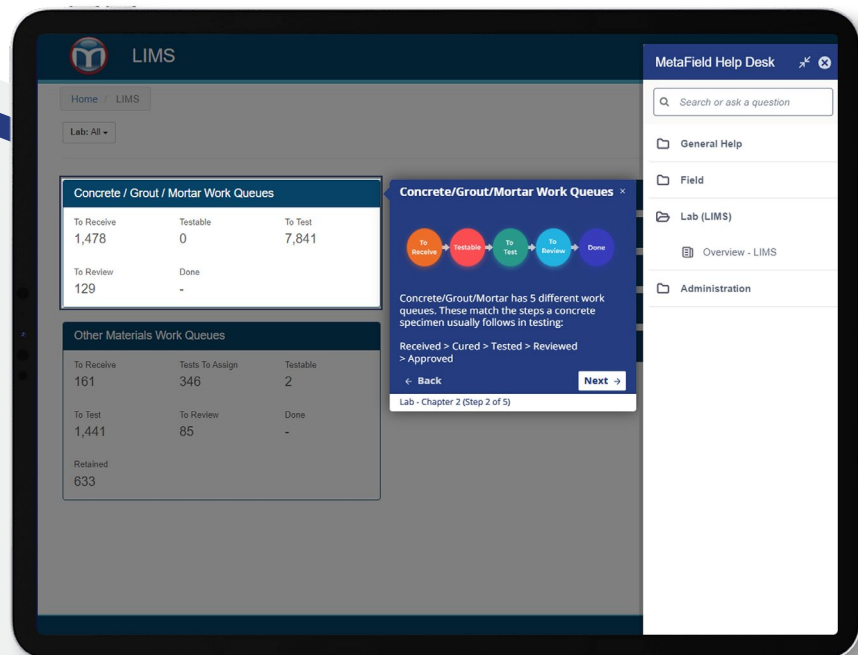 LIMS
Home / LIMS
Lab: All
Concrete / Grout / Mortar Work Queues
To Receive Testable To Test
1,478 0 7,841
To Review Done
129 -
Other Materials Work Queues
To Receive Tests To Assign Testable
161 346 2
To Test To Review Done
1,441 85 -
Retained
633
Concrete/Grout/Mortar Work Queues ×
To Receive
Testable
To Test
To Review
Done
Concrete/Grout/Mortar has 5 different work
queues. These match the steps a concrete
specimen usually follows in testing:
Received > Cured > Tested > Reviewed
> Approved
← Back Next →
Lab - Chapter 2 (Step 2 of 5)
MetaField Help Desk
Search or ask a question
General Help
Field
Lab (LIMS)
Overview - LIMS
Administration